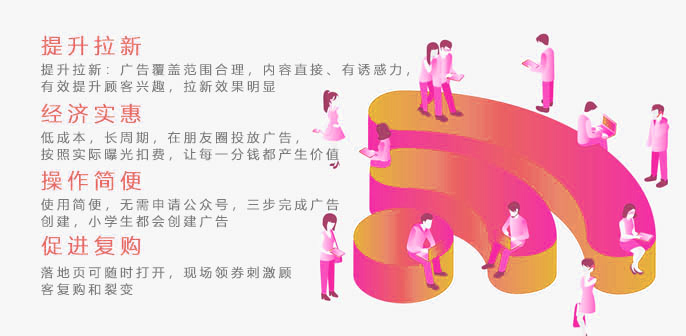 提升拉新
提升拉新：广告覆盖范围合理，内容直接、有诱惑力，
有效提升顾客兴趣，拉新效果明显
经济实惠
低成本，长周期，在朋友圈投放广告，
按照实际曝光扣费，让每一分钱都产生价值
操作简便
使用简便，无需申请公众号，三步完成广告
创建，小学生都会创建广告
促进复购
落地页可随时打开，现场领券刺激顾
客复购和裂变